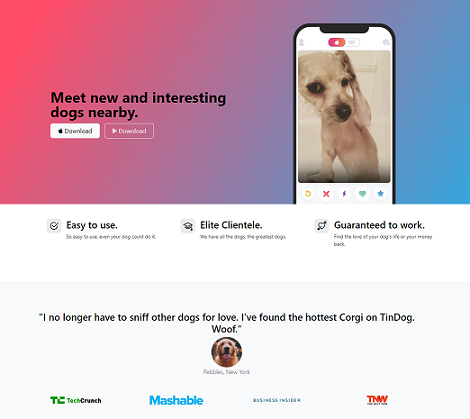 Meet new and interesting
dogs nearby.
Download
Download
Easy to use.
So easy to use, even your dog could do it.
Elite Clientele.
We have all the dogs, the greatest dogs.
Guaranteed to work.
Find the love of your dog's life or your money
back.
"I no longer have to sniff other dogs for love. I've found the hottest Corgi on TinDog.
Woof."
Pebbles, New York
TechCrunch
Mashable
BUSINESS INSIDER
TNW